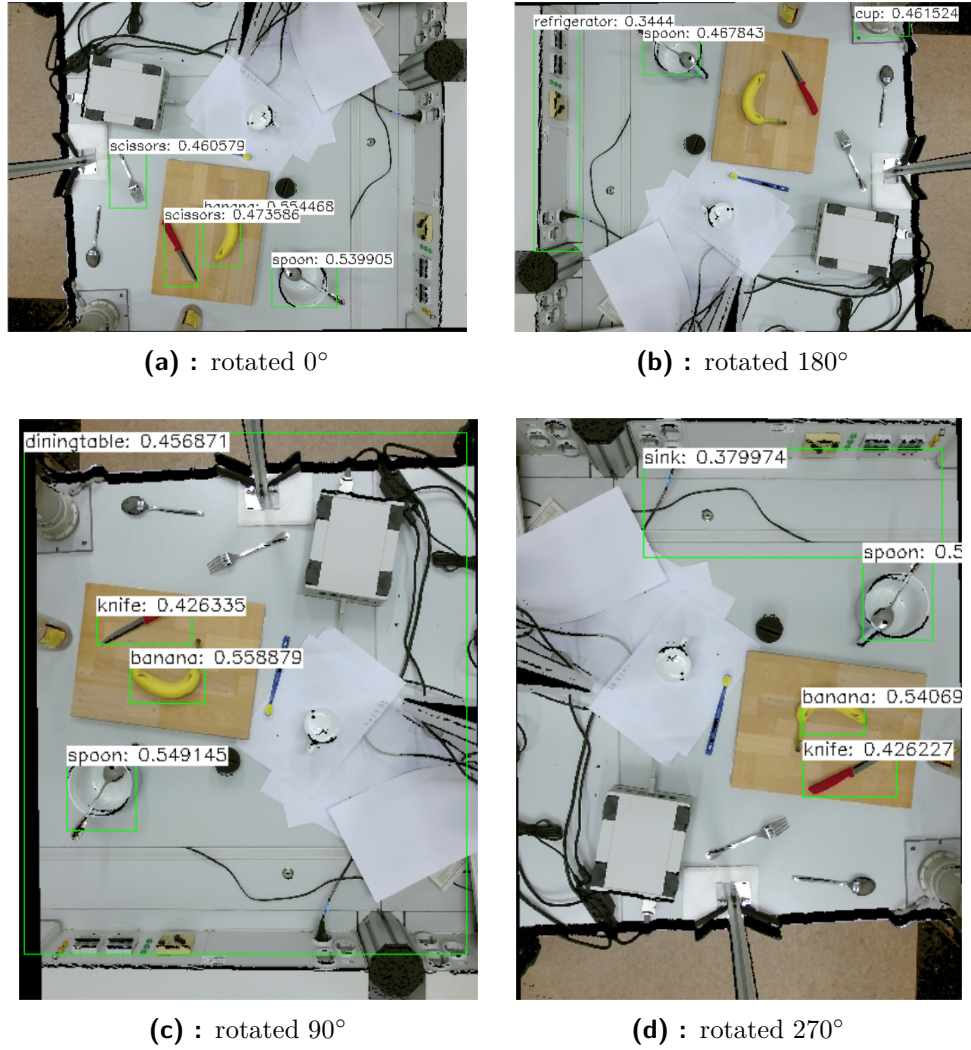 scissors: 0.460579
banana: 0.554468
scissors: 0.473586
spoon: 0.539905
(a) : rotated 0°
refrigerator: 0.3444
cup: 0.461524
spoon: 0.467843
(b) : rotated 180°
diningtable: 0.456871
knife: 0.426335
banana: 0.558879
spoon: 0.549145
(c) : rotated 90°
sink: 0.379974
spoon: 0.5
banana: 0.54069
knife: 0.426227
(d) : rotated 270°